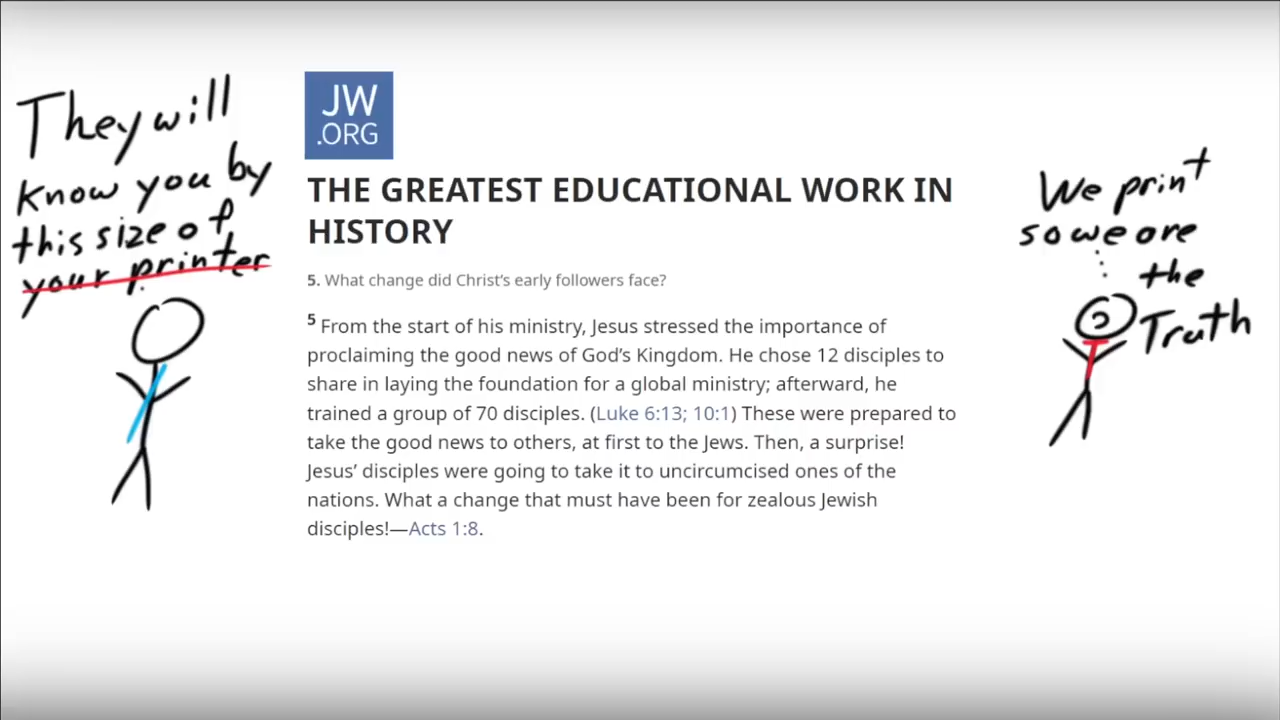 They will
know you by
this size of
your printer
JW
.ORG
THE GREATEST EDUCATIONAL WORK IN
HISTORY
5. What change did Christ's early followers face?
5 From the start of his ministry, Jesus stressed the importance of
proclaiming the good news of God's Kingdom. He chose 12 disciples to
share in laying the foundation for a global ministry; afterward, he
trained a group of 70 disciples. (Luke 6:13; 10:1) These were prepared to
take the good news to others, at first to the Jews. Then, a surprise!
Jesus' disciples were going to take it to uncircumcised ones of the
nations. What a change that must have been for zealous Jewish
disciples!—Acts 1:8.
We print
so we are
the
Truth